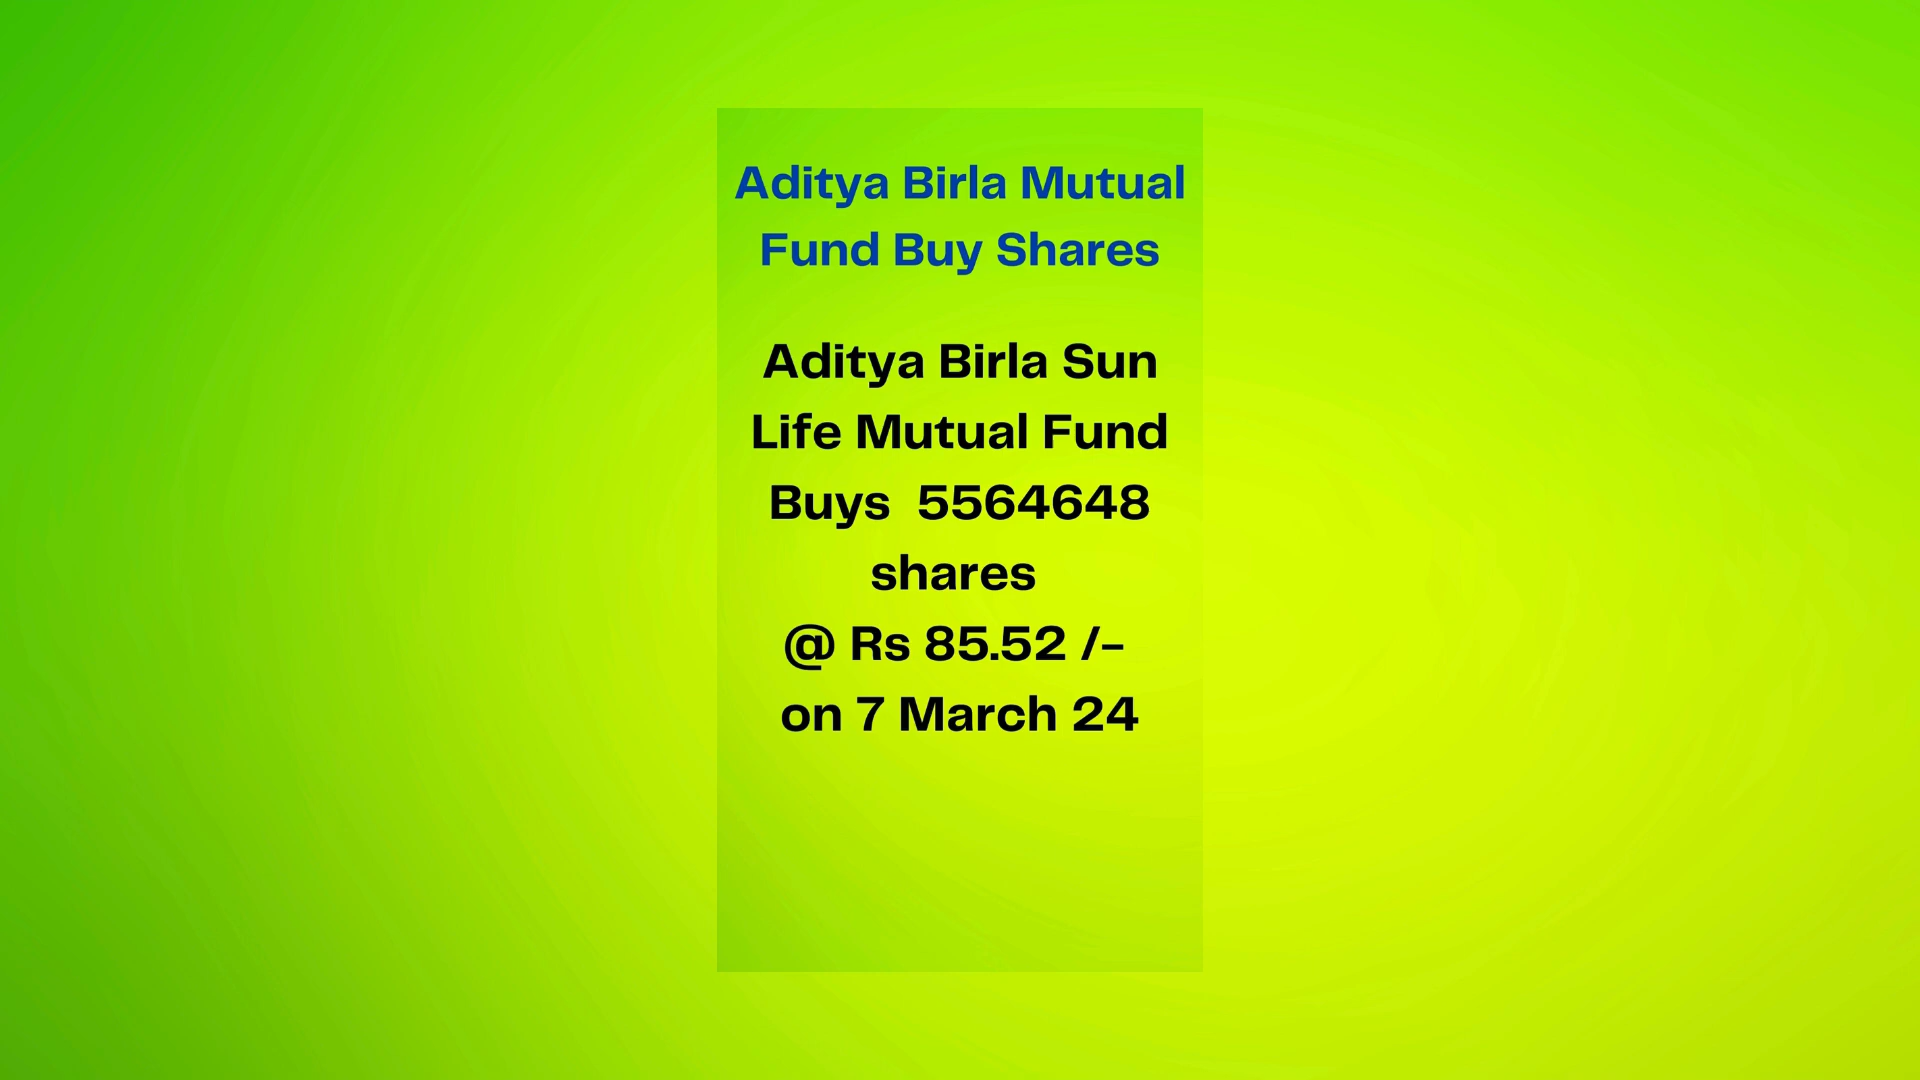 Aditya Birla Mutual
Fund Buy Shares
Aditya Birla Sun
Life Mutual Fund
Buys  5564648
shares
@ Rs 85.52 /-
on 7 March 24